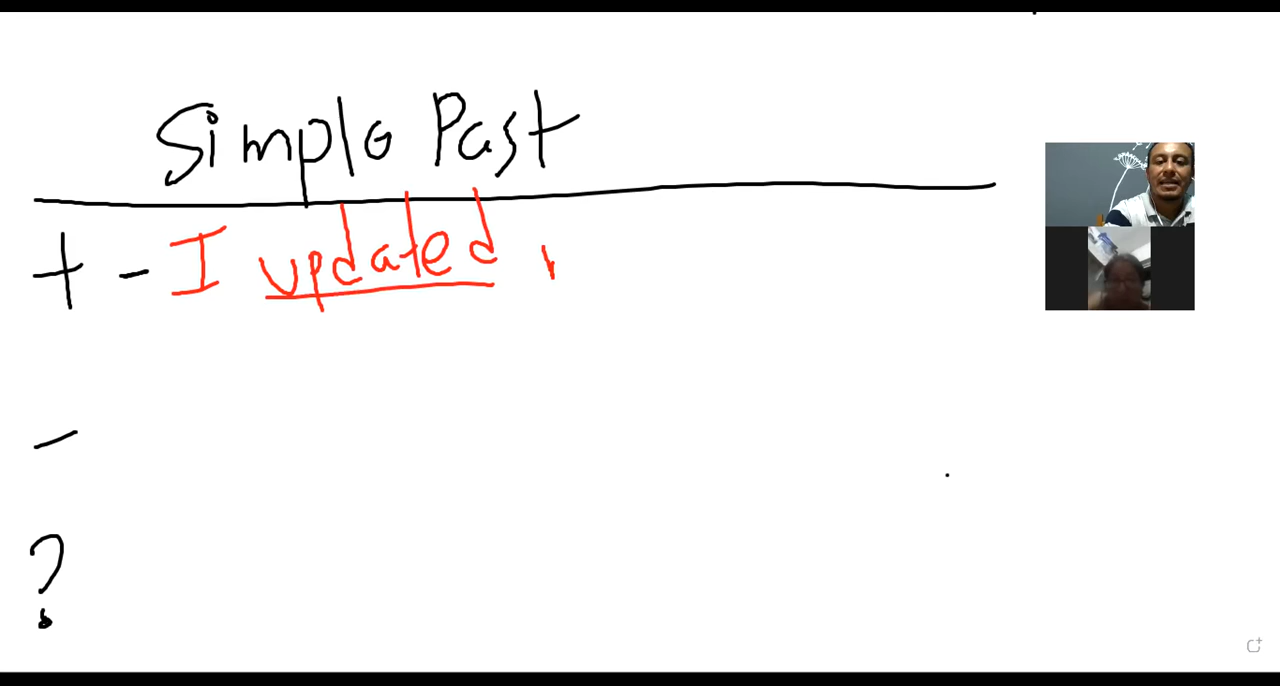 Simple Past
+ - I updated
-
?